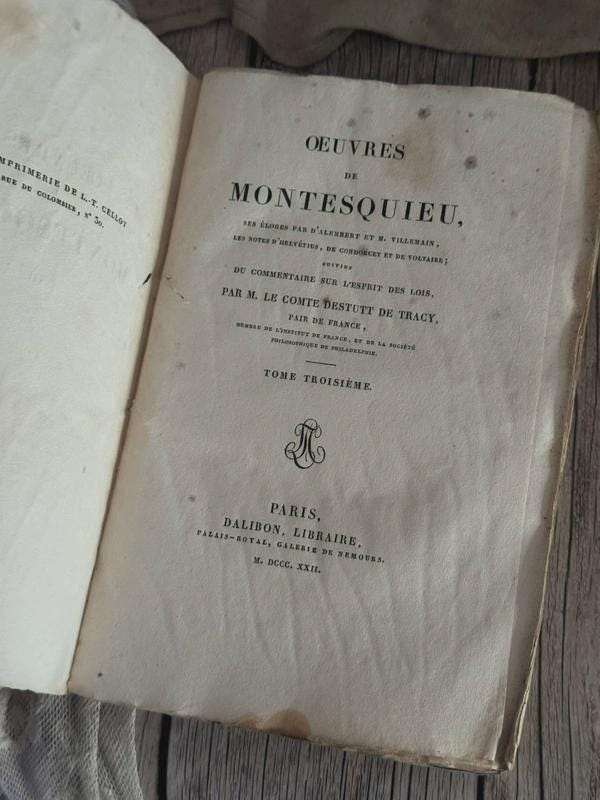 IMPRIMERIE DE L.-T. CELLOT
RUE DU COLOMBIER, N° 30.
ŒUVRES
DE
MONTESQUIEU,
SES ÉLOGES PAR D'ALEMBERT ET M. VILLEMAIN,
LES NOTES D'HELVÉTIUS, DE CONDORCET ET DE VOLTAIRE;
SUIVIES
DU COMMENTAIRE SUR L'ESPRIT DES LOIS,
PAR M. LE COMTE DESTUTT DE TRACY,
PAIR DE FRANCE,
MEMBRE DE L'INSTITUT DE FRANCE, ET DE LA SOCIÉTÉ
PHILOSOPHIQUE DE PHILADELPHIE.
TOME TROISIÈME.
PARIS,
DALIBON, LIBRAIRE,
PALAIS-ROYAL, GALERIE DE NEMOURS.
M. DCCC. XXII.